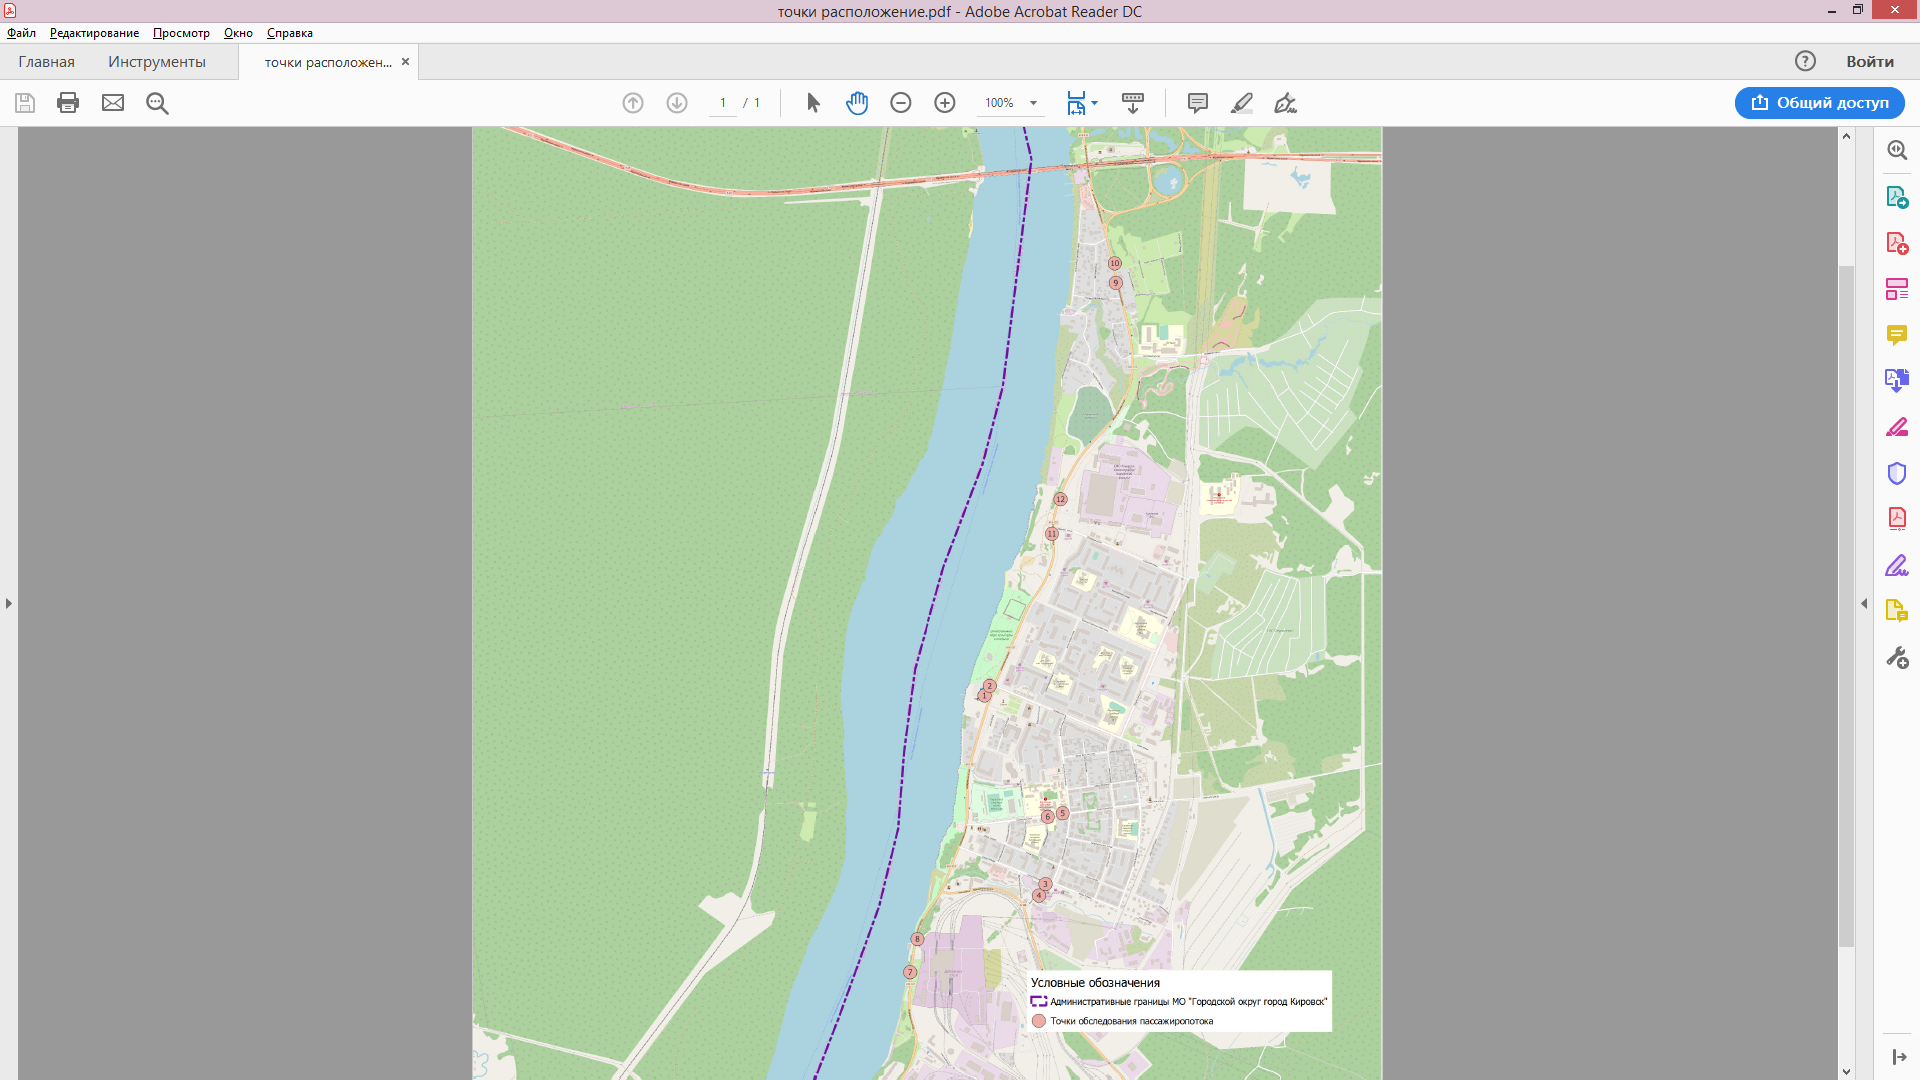 точки расположение.pdf - Adobe Acrobat Reader DC
Файл Редактирование Просмотр Окно Справка
Главная Инструменты точки расположен... × Войти
1 / 1 100% Общий доступ
10
9
12
11
2
1
5
6
3
4
8
7
Условные обозначения
Административные границы МО "Городской округ город Кировск"
Точки обследования пассажиропотока